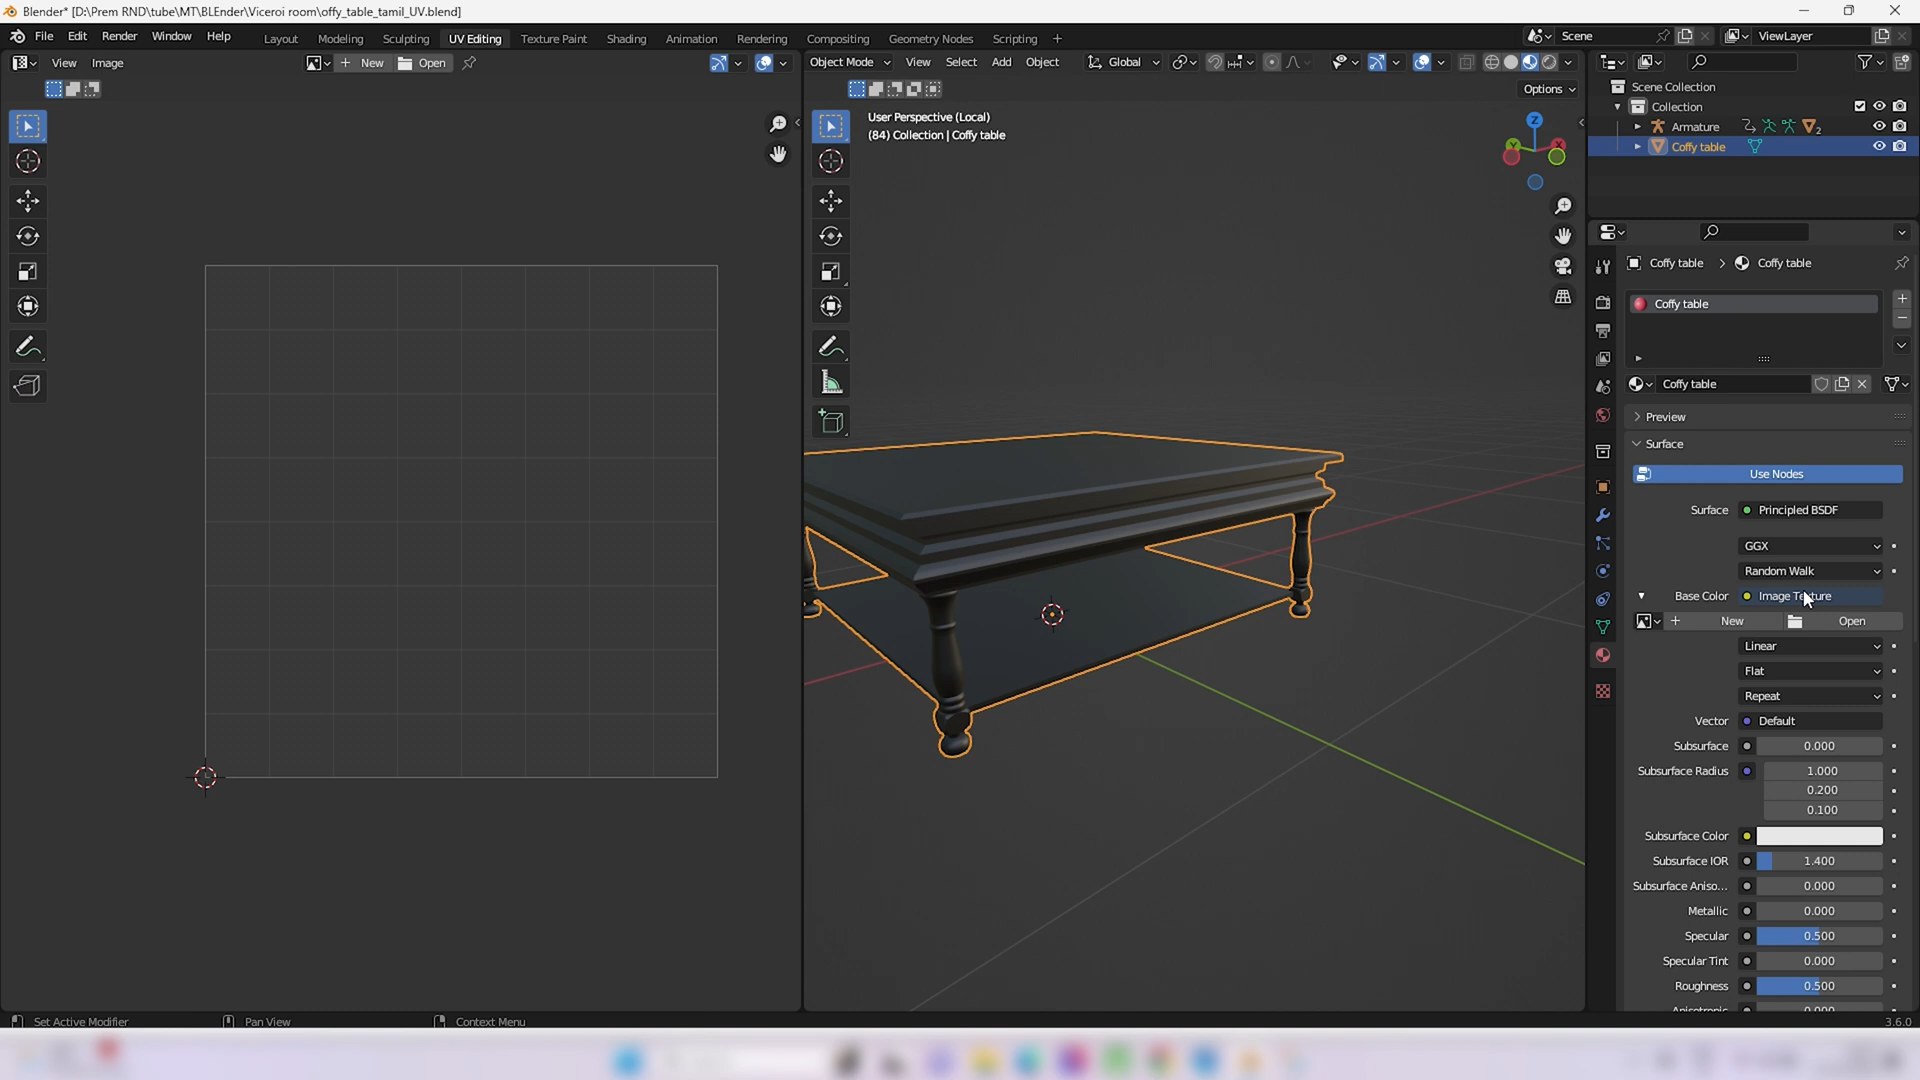 Blender* [D:\Prem RND\tube\MT\BLEnder\Viceroi room\offy_table_tamil_UV.blend]
File Edit Render Window Help
Layout Modeling Sculpting UV Editing Texture Paint Shading Animation Rendering Compositing Geometry Nodes Scripting +
Scene
ViewLayer
View Image
New Open
Object Mode View Select Add Object
Global
Options
User Perspective (Local)
(84) Collection | Coffy table
Z
Scene Collection
Collection
Armature 2
Coffy table
Coffy table > Coffy table
Coffy table
Coffy table
Preview
Surface
Use Nodes
Surface Principled BSDF
GGX
Random Walk
Base Color Image Texture
New Open
Linear
Flat
Repeat
Vector Default
Subsurface 0.000
Subsurface Radius 1.000
0.200
0.100
Subsurface Color
Subsurface IOR 1.400
Subsurface Aniso... 0.000
Metallic 0.000
Specular 0.500
Specular Tint 0.000
Roughness 0.500
Anisotropic 0.000
Set Active Modifier Pan View Context Menu
3.6.0